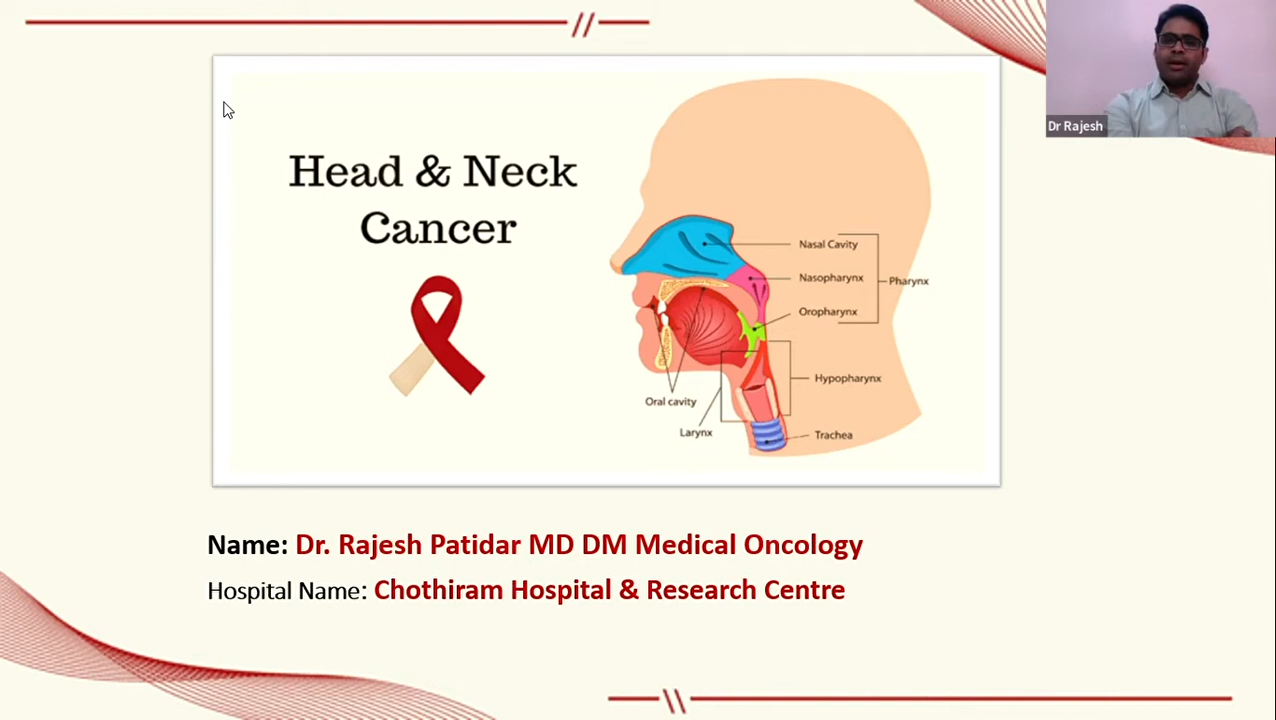 Dr Rajesh
Head & Neck
Cancer
Nasal Cavity
Nasopharynx
Pharynx
Oropharynx
Hypopharynx
Oral cavity
Larynx
Trachea
Name: Dr. Rajesh Patidar MD DM Medical Oncology
Hospital Name: Chothiram Hospital & Research Centre